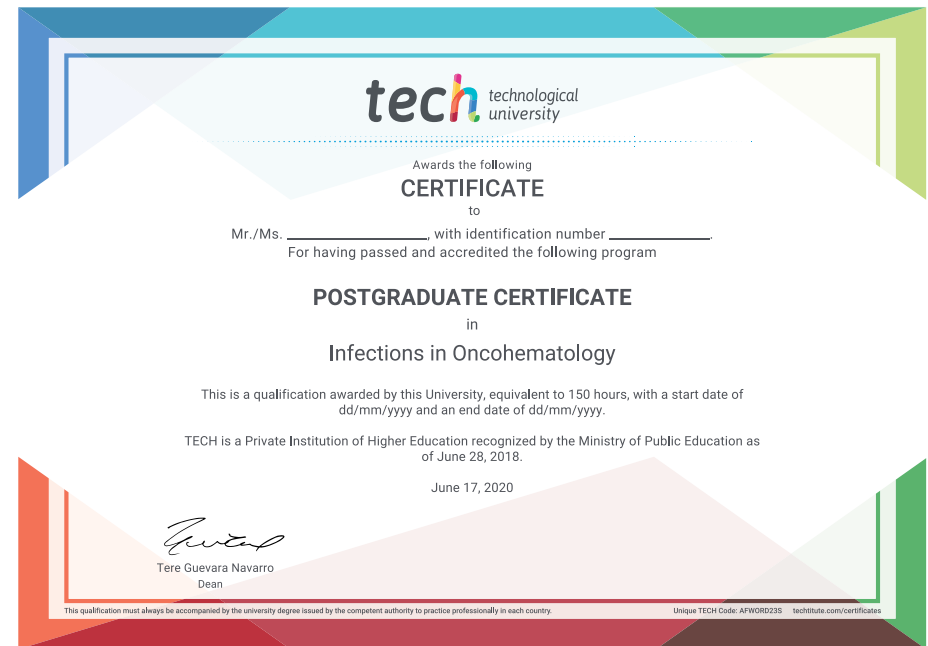 tech technological
university
Awards the following
CERTIFICATE
to
Mr./Ms. ____________________, with identification number ______________.
For having passed and accredited the following program
POSTGRADUATE CERTIFICATE
in
Infections in Oncohematology
This is a qualification awarded by this University, equivalent to 150 hours, with a start date of
dd/mm/yyyy and an end date of dd/mm/yyyy.
TECH is a Private Institution of Higher Education recognized by the Ministry of Public Education as
of June 28, 2018.
June 17, 2020
Tere Guevara Navarro
Dean
This qualification must always be accompanied by the university degree issued by the competent authority to practice professionally in each country.
Unique TECH Code: AFWORD23S techtitute.com/certificates